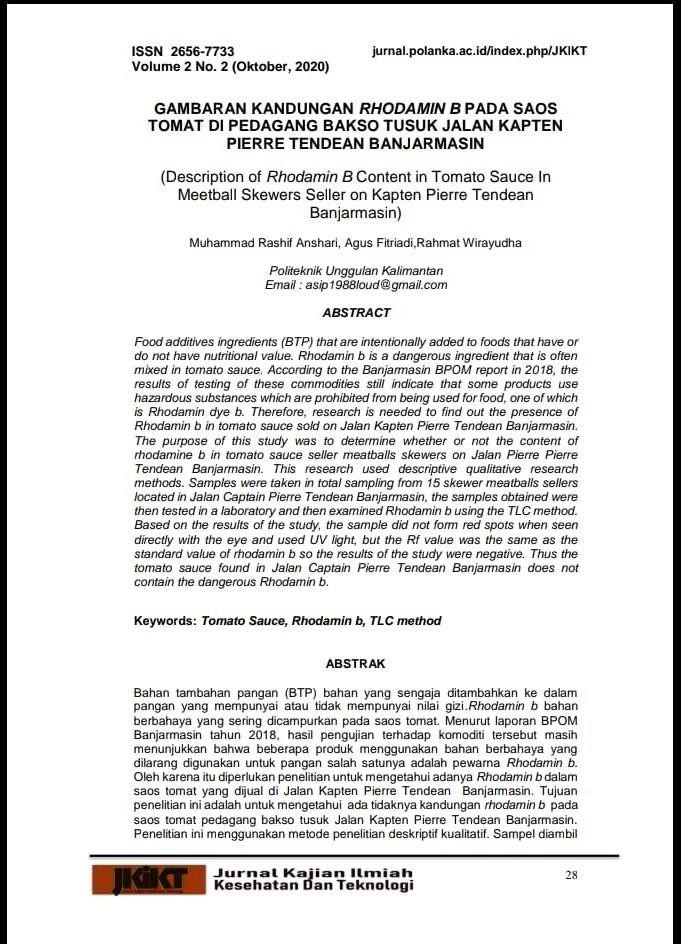 ISSN 2656-7733 jurnal.polanka.ac.id/index.php/JKIKT
Volume 2 No. 2 (Oktober, 2020)
GAMBARAN KANDUNGAN RHODAMIN B PADA SAOS
TOMAT DI PEDAGANG BAKSO TUSUK JALAN KAPTEN
PIERRE TENDEAN BANJARMASIN
(Description of Rhodamin B Content in Tomato Sauce In
Meetball Skewers Seller on Kapten Pierre Tendean
Banjarmasin)
Muhammad Rashif Anshari, Agus Fitriadi,Rahmat Wirayudha
Politeknik Unggulan Kalimantan
Email : asip1988loud@gmail.com
ABSTRACT
Food additives ingredients (BTP) that are intentionally added to foods that have or
do not have nutritional value. Rhodamin b is a dangerous ingredient that is often
mixed in tomato sauce. According to the Banjarmasin BPOM report in 2018, the
results of testing of these commodities still indicate that some products use
hazardous substances which are prohibited from being used for food, one of which
is Rhodamin dye b. Therefore, research is needed to find out the presence of
Rhodamin b in tomato sauce sold on Jalan Kapten Pierre Tendean Banjarmasin.
The purpose of this study was to determine whether or not the content of
rhodamine b in tomato sauce seller meatballs skewers on Jalan Pierre Pierre
Tendean Banjarmasin. This research used descriptive qualitative research
methods. Samples were taken in total sampling from 15 skewer meatballs sellers
located in Jalan Captain Pierre Tendean Banjarmasin, the samples obtained were
then tested in a laboratory and then examined Rhodamin b using the TLC method.
Based on the results of the study, the sample did not form red spots when seen
directly with the eye and used UV light, but the Rf value was the same as the
standard value of rhodamin b so the results of the study were negative. Thus the
tomato sauce found in Jalan Captain Pierre Tendean Banjarmasin does not
contain the dangerous Rhodamin b.
Keywords: Tomato Sauce, Rhodamin b, TLC method
ABSTRAK
Bahan tambahan pangan (BTP) bahan yang sengaja ditambahkan ke dalam
pangan yang mempunyai atau tidak mempunyai nilai gizi.Rhodamin b bahan
berbahaya yang sering dicampurkan pada saos tomat. Menurut laporan BPOM
Banjarmasin tahun 2018, hasil pengujian terhadap komoditi tersebut masih
menunjukkan bahwa beberapa produk menggunakan bahan berbahaya yang
dilarang digunakan untuk pangan salah satunya adalah pewarna Rhodamin b.
Oleh karena itu diperlukan penelitian untuk mengetahui adanya Rhodamin b dalam
saos tomat yang dijual di Jalan Kapten Pierre Tendean Banjarmasin. Tujuan
penelitian ini adalah untuk mengetahui ada tidaknya kandungan rhodamin b pada
saos tomat pedagang bakso tusuk Jalan Kapten Pierre Tendean Banjarmasin.
Penelitian ini menggunakan metode penelitian deskriptif kualitatif. Sampel diambil
JKiKT Jurnal Kajian Ilmiah
Kesehatan Dan Teknologi
28